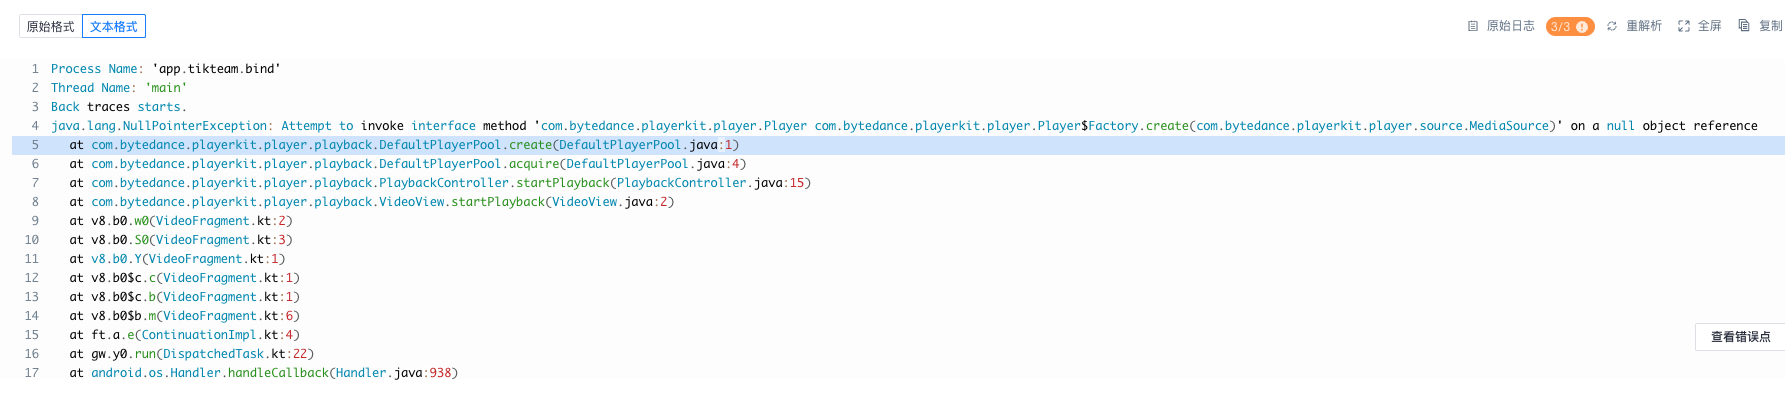 原始格式 文本格式 原始日志 3/3 重解析 全屏 复制
1 Process Name: 'app.tikteam.bind'
2 Thread Name: 'main'
3 Back traces starts.
4 java.lang.NullPointerException: Attempt to invoke interface method 'com.bytedance.playerkit.player.Player com.bytedance.playerkit.player.Player$Factory.create(com.bytedance.playerkit.player.source.MediaSource)' on a null object reference
5 at com.bytedance.playerkit.player.playback.DefaultPlayerPool.create(DefaultPlayerPool.java:1)
6 at com.bytedance.playerkit.player.playback.DefaultPlayerPool.acquire(DefaultPlayerPool.java:4)
7 at com.bytedance.playerkit.player.playback.PlaybackController.startPlayback(PlaybackController.java:15)
8 at com.bytedance.playerkit.player.playback.VideoView.startPlayback(VideoView.java:2)
9 at v8.b0.w0(VideoFragment.kt:2)
10 at v8.b0.S0(VideoFragment.kt:3)
11 at v8.b0.Y(VideoFragment.kt:1)
12 at v8.b0$c.c(VideoFragment.kt:1)
13 at v8.b0$c.b(VideoFragment.kt:1)
14 at v8.b0$b.m(VideoFragment.kt:6)
15 at ft.a.e(ContinuationImpl.kt:4)
16 at gw.y0.run(DispatchedTask.kt:22)
17 at android.os.Handler.handleCallback(Handler.java:938)
查看错误点